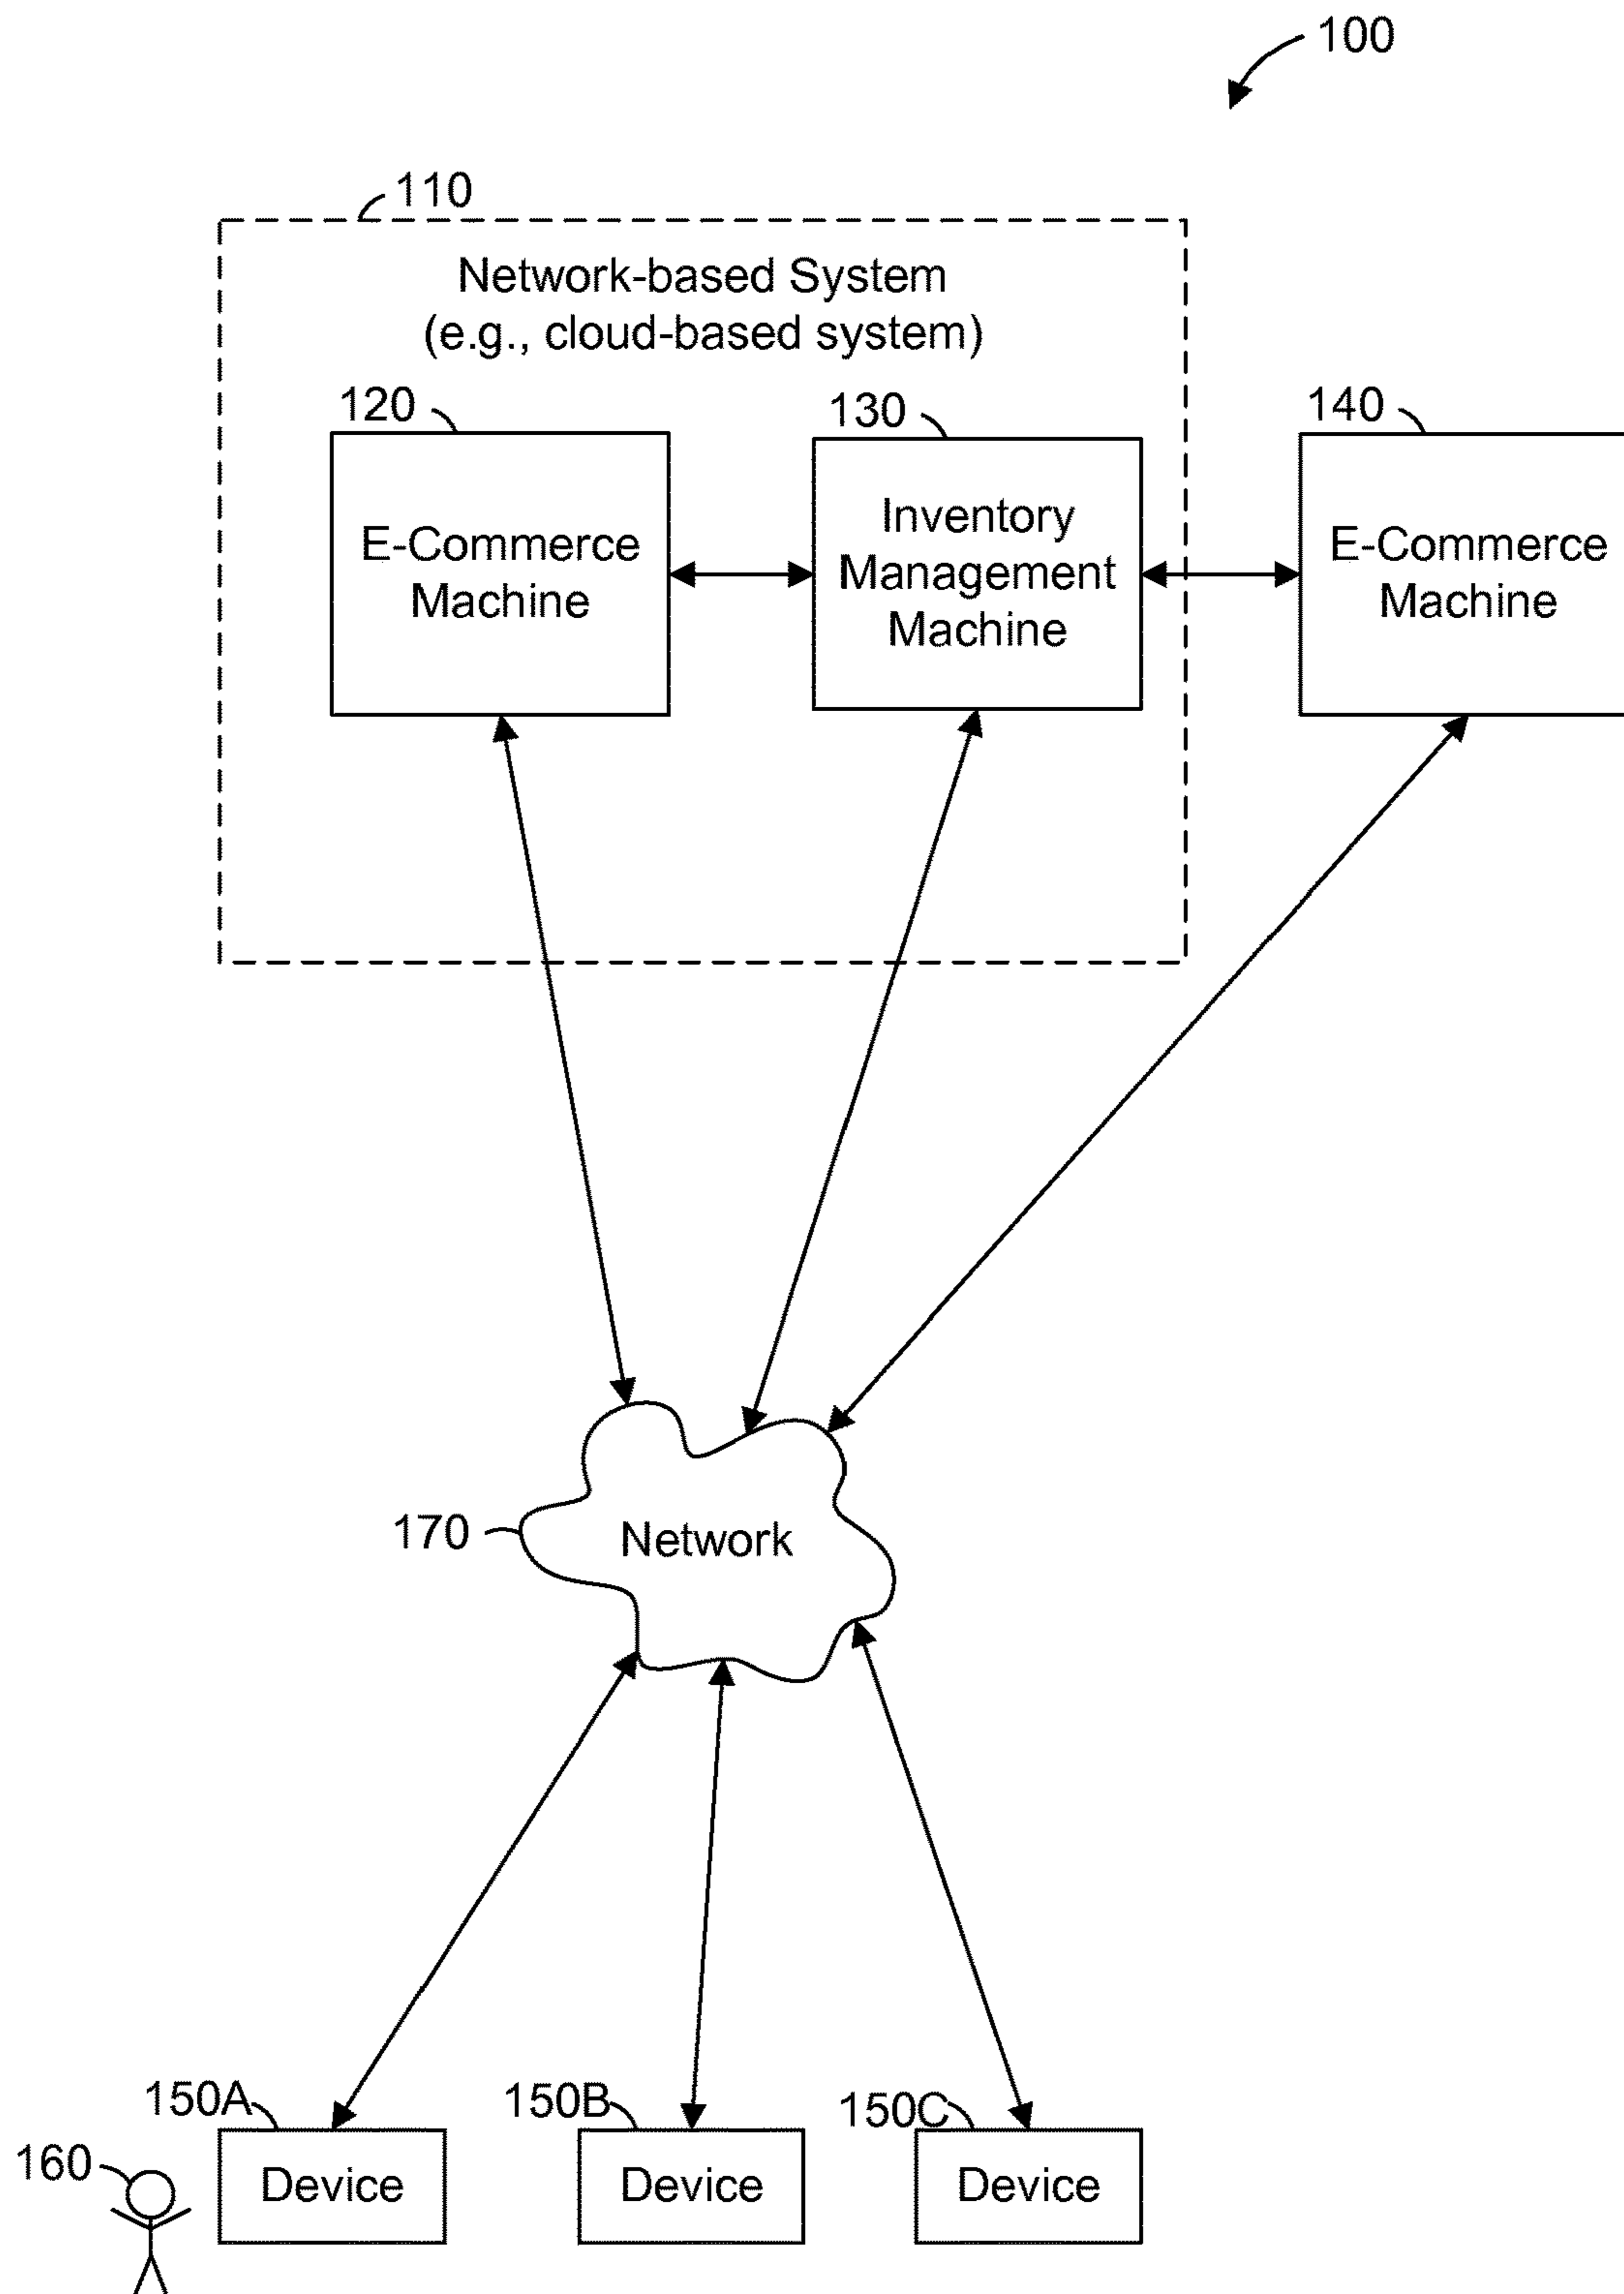 100
110
Network-based System
(e.g., cloud-based system)
120
130
140
E-Commerce
Machine
Inventory
Management
Machine
E-Commerce
Machine
170
Network
150A
150B
150C
160
Device
Device
Device